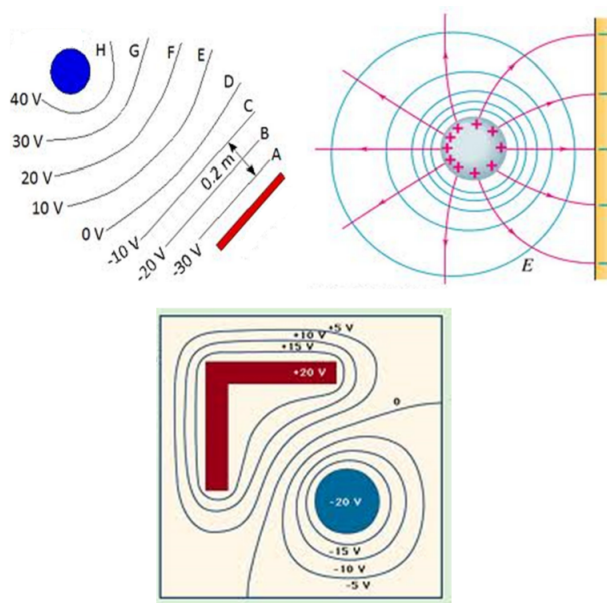 H G F E
D
C
B
A
0.2 m
40 V
30 V
20 V
10 V
0 V
-10 V
-20 V
-30 V
+ + + + + + + + +
E
+5 V
+10 V
+15 V
+20 V
0
-20 V
-15 V
-10 V
-5 V